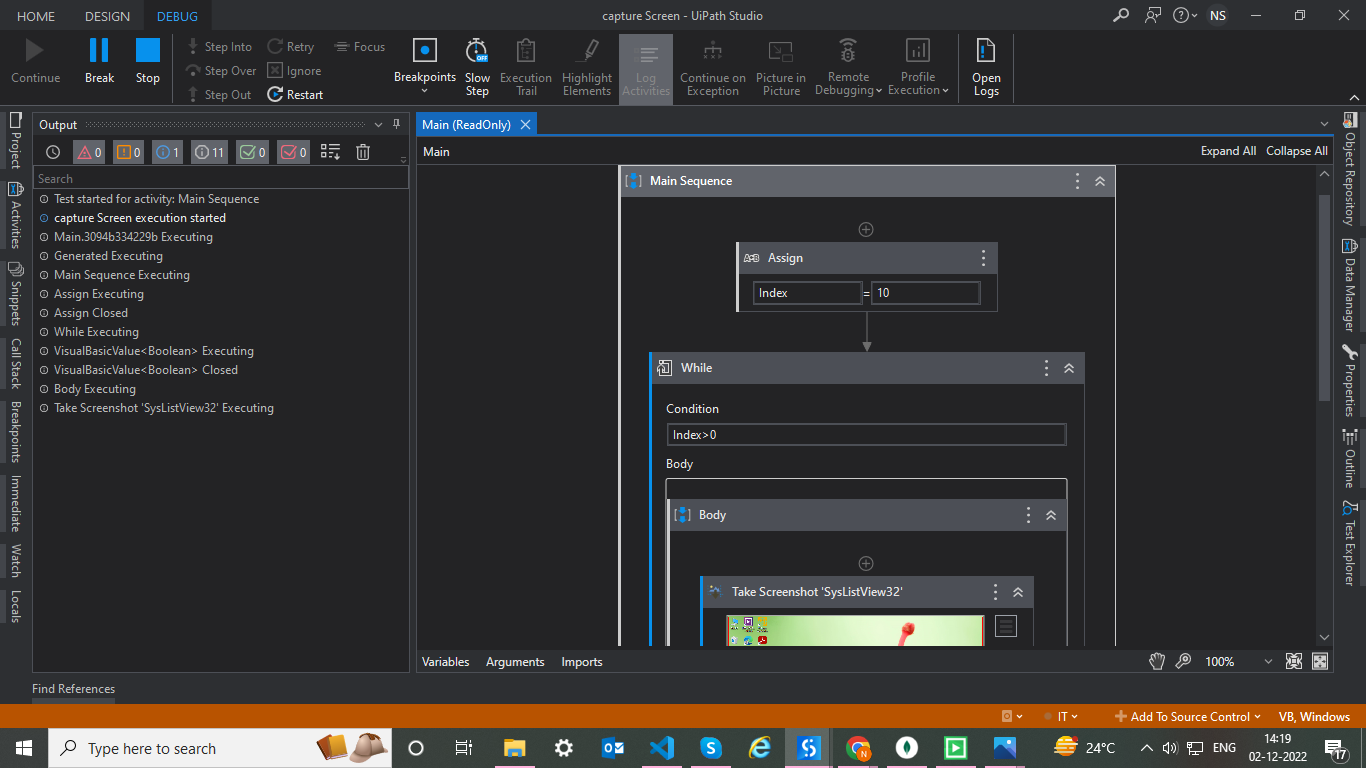 HOME DESIGN DEBUG capture Screen - UiPath Studio NS
Continue Break Stop
Step Into Retry Focus
Step Over Ignore
Step Out Restart
Breakpoints
Slow Step
Execution Trail
Highlight Elements
Log Activities
Continue on Exception
Picture in Picture
Remote Debugging
Profile Execution
Open Logs
Project
Activities
Snippets
Call Stack
Breakpoints
Immediate
Watch
Locals
Output
0 0 1 11 0 0
Search
Test started for activity: Main Sequence
capture Screen execution started
Main.3094b334229b Executing
Generated Executing
Main Sequence Executing
Assign Executing
Assign Closed
While Executing
VisualBasicValue<Boolean> Executing
VisualBasicValue<Boolean> Closed
Body Executing
Take Screenshot 'SysListView32' Executing
Main (ReadOnly)
Main Expand All Collapse All
Main Sequence
Assign
Index = 10
While
Condition
Index>0
Body
Body
Take Screenshot 'SysListView32'
Variables Arguments Imports 100%
Object Repository
Data Manager
Properties
Outline
Test Explorer
Find References
IT Add To Source Control VB, Windows
Type here to search
24°C ENG
14:19
02-12-2022
17